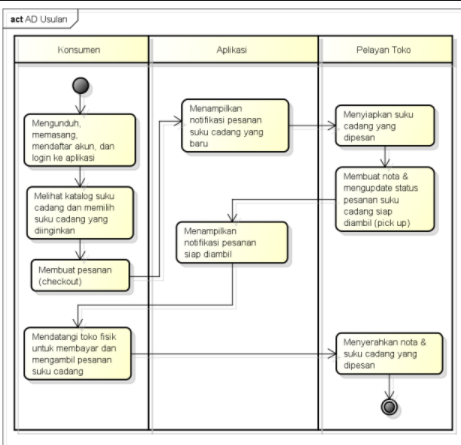 act AD Usulan
Konsumen
Aplikasi
Pelayan Toko
Mengunduh,
memasang,
mendaftar akun, dan
login ke aplikasi
Melihat katalog suku
cadang dan memilih
suku cadang yang
diinginkan
Membuat pesanan
(checkout)
Menampilkan
notifikasi pesanan
suku cadang yang
baru
Menyiapkan suku
cadang yang
dipesan
Membuat nota &
mengupdate status
pesanan suku
cadang siap
diambil (pick up)
Menampilkan
notifikasi pesanan
siap diambil
Mendatangi toko fisik
untuk membayar dan
mengambil pesanan
suku cadang
Menyerahkan nota &
suku cadang yang
dipesan